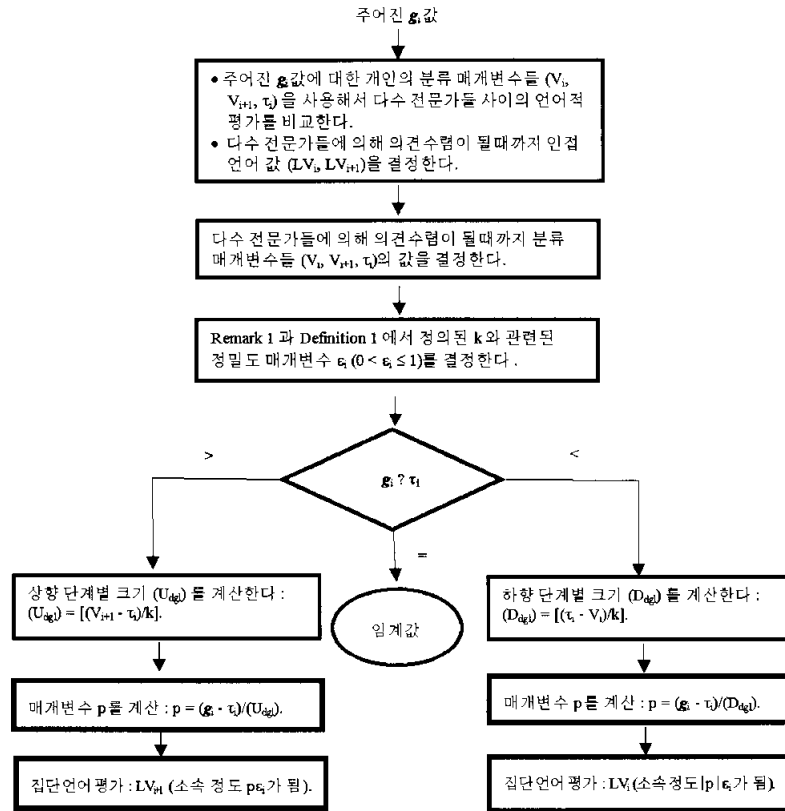 주어진 gᵢ 값
• 주어진 gᵢ값에 대한 개인의 분류 매개변수들 (Vᵢ,
Vᵢ₊₁, τᵢ) 을 사용해서 다수 전문가들 사이의 언어적
평가를 비교한다.
• 다수 전문가들에 의해 의견수렴이 될때까지 인접
언어 값 (LVᵢ, LVᵢ₊₁)을 결정한다.
다수 전문가들에 의해 의견수렴이 될때까지 분류
매개변수들 (Vᵢ, Vᵢ₊₁, τᵢ)의 값을 결정한다.
Remark 1 과 Definition 1 에서 정의된 k 와 관련된
정밀도 매개변수 εᵢ (0 < εᵢ ≤ 1)를 결정한다 .
>
<
gᵢ ? τᵢ
=
상향 단계별 크기 (U_dgl) 를 계산한다 :
(U_dgl) = [(Vᵢ₊₁ - τᵢ)/k].
임계값
하향 단계별 크기 (D_dgl) 를 계산한다 :
(D_dgl) = [(τᵢ - Vᵢ)/k].
매개변수 p를 계산 : p = (gᵢ - τᵢ)/(U_dgl).
매개변수 p를 계산 : p = (gᵢ - τᵢ)/(D_dgl).
집단언어평가 : LVᵢ₊₁ (소속 정도 pεᵢ가 됨).
집단언어평가 : LVᵢ (소속정도 |p| εᵢ가 됨).